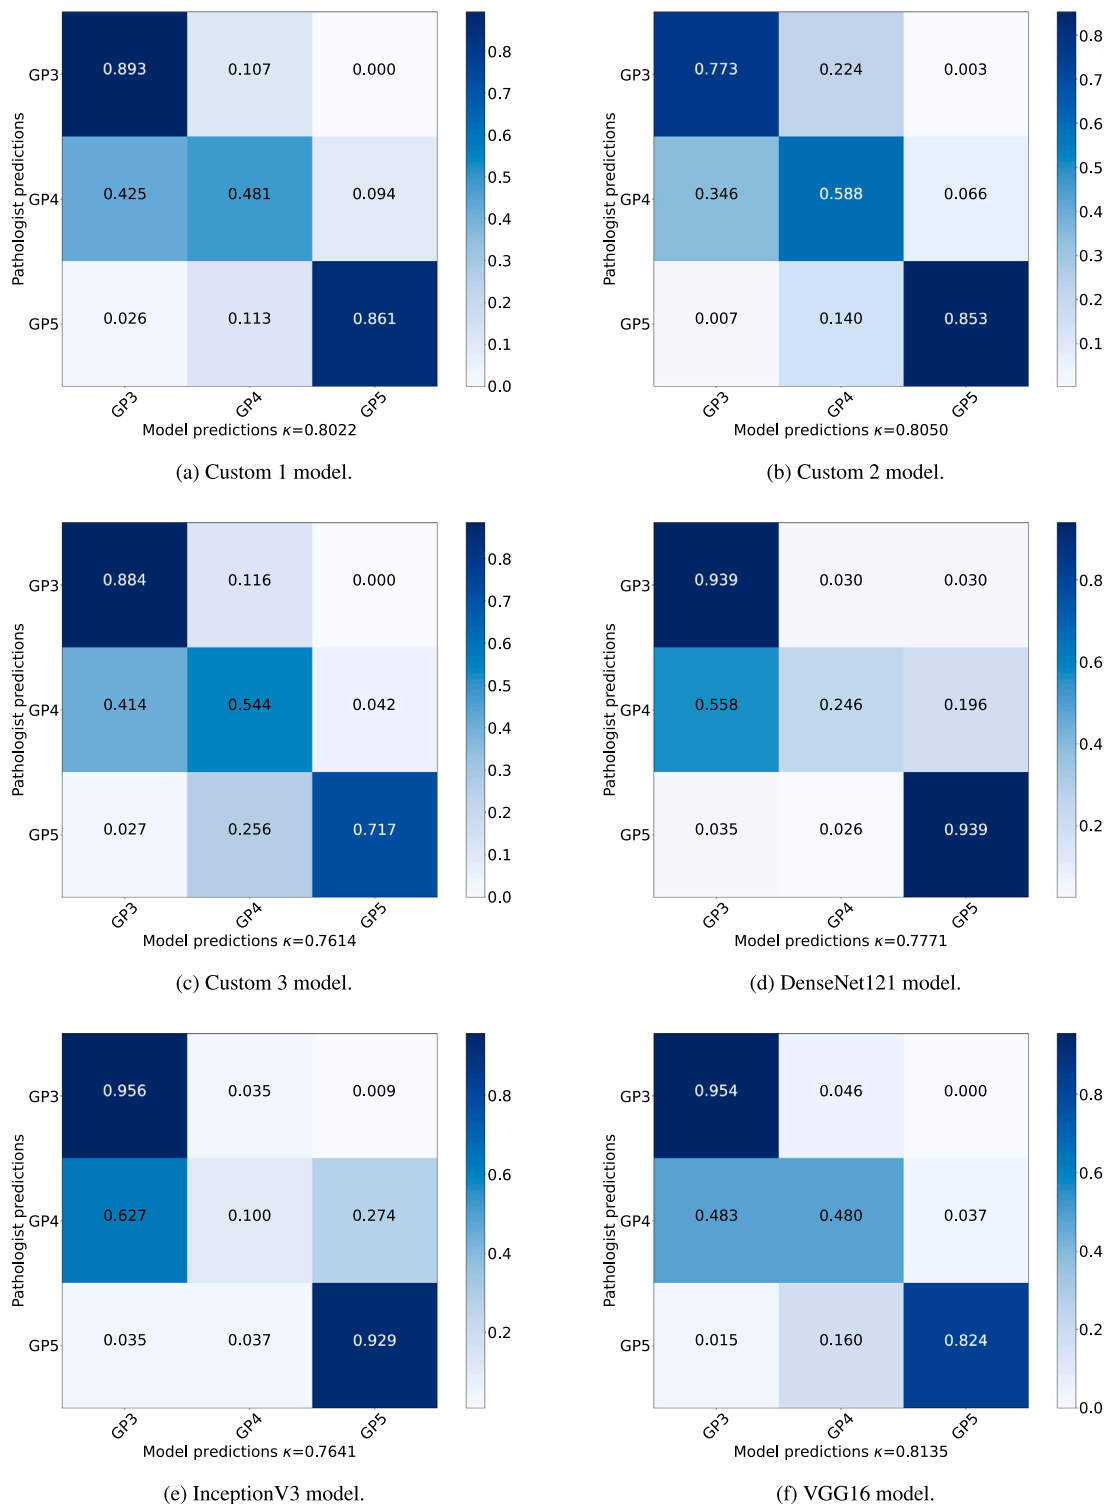 Pathologist predictions
GP3
GP4
GP5
0.893 0.107 0.000
0.425 0.481 0.094
0.026 0.113 0.861
GP3 GP4 GP5
Model predictions κ=0.8022
0.8
0.7
0.6
0.5
0.4
0.3
0.2
0.1
0.0
(a) Custom 1 model.
Pathologist predictions
GP3
GP4
GP5
0.773 0.224 0.003
0.346 0.588 0.066
0.007 0.140 0.853
GP3 GP4 GP5
Model predictions κ=0.8050
0.8
0.7
0.6
0.5
0.4
0.3
0.2
0.1
(b) Custom 2 model.
Pathologist predictions
GP3
GP4
GP5
0.884 0.116 0.000
0.414 0.544 0.042
0.027 0.256 0.717
GP3 GP4 GP5
Model predictions κ=0.7614
0.8
0.7
0.6
0.5
0.4
0.3
0.2
0.1
0.0
(c) Custom 3 model.
Pathologist predictions
GP3
GP4
GP5
0.939 0.030 0.030
0.558 0.246 0.196
0.035 0.026 0.939
GP3 GP4 GP5
Model predictions κ=0.7771
0.8
0.6
0.4
0.2
(d) DenseNet121 model.
Pathologist predictions
GP3
GP4
GP5
0.956 0.035 0.009
0.627 0.100 0.274
0.035 0.037 0.929
GP3 GP4 GP5
Model predictions κ=0.7641
0.8
0.6
0.4
0.2
(e) InceptionV3 model.
Pathologist predictions
GP3
GP4
GP5
0.954 0.046 0.000
0.483 0.480 0.037
0.015 0.160 0.824
GP3 GP4 GP5
Model predictions κ=0.8135
0.8
0.6
0.4
0.2
0.0
(f) VGG16 model.